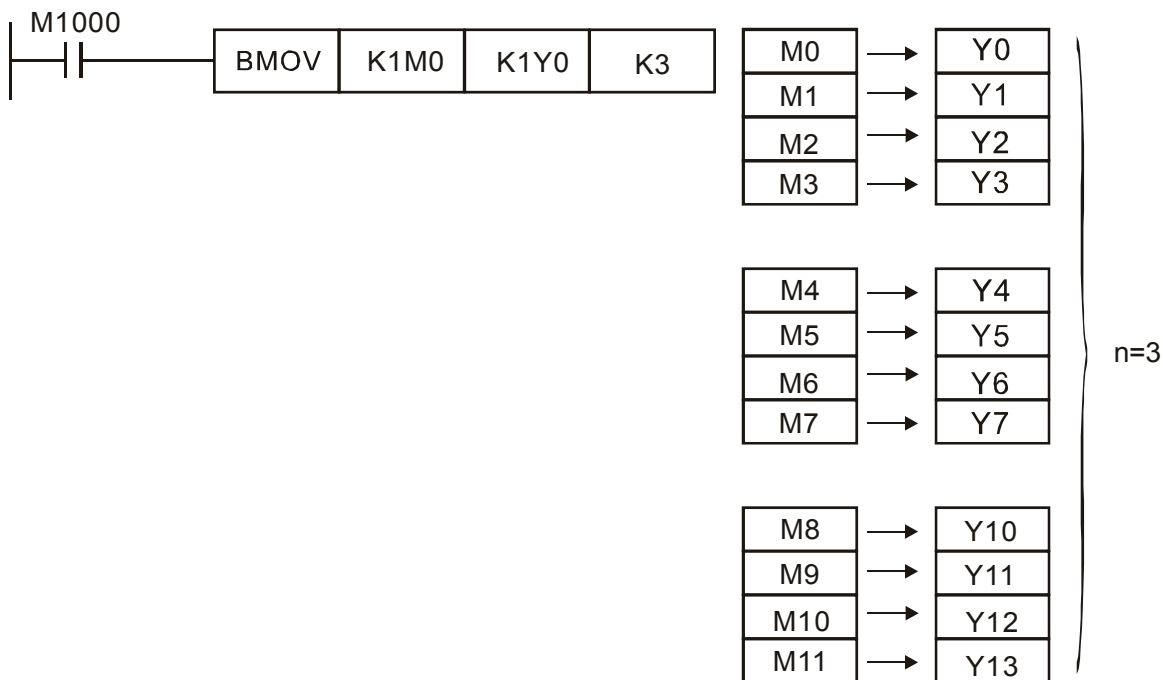 M1000
BMOV K1M0 K1Y0 K3
M0 Y0
M1 Y1
M2 Y2
M3 Y3
M4 Y4
M5 Y5
M6 Y6
M7 Y7
n=3
M8 Y10
M9 Y11
M10 Y12
M11 Y13